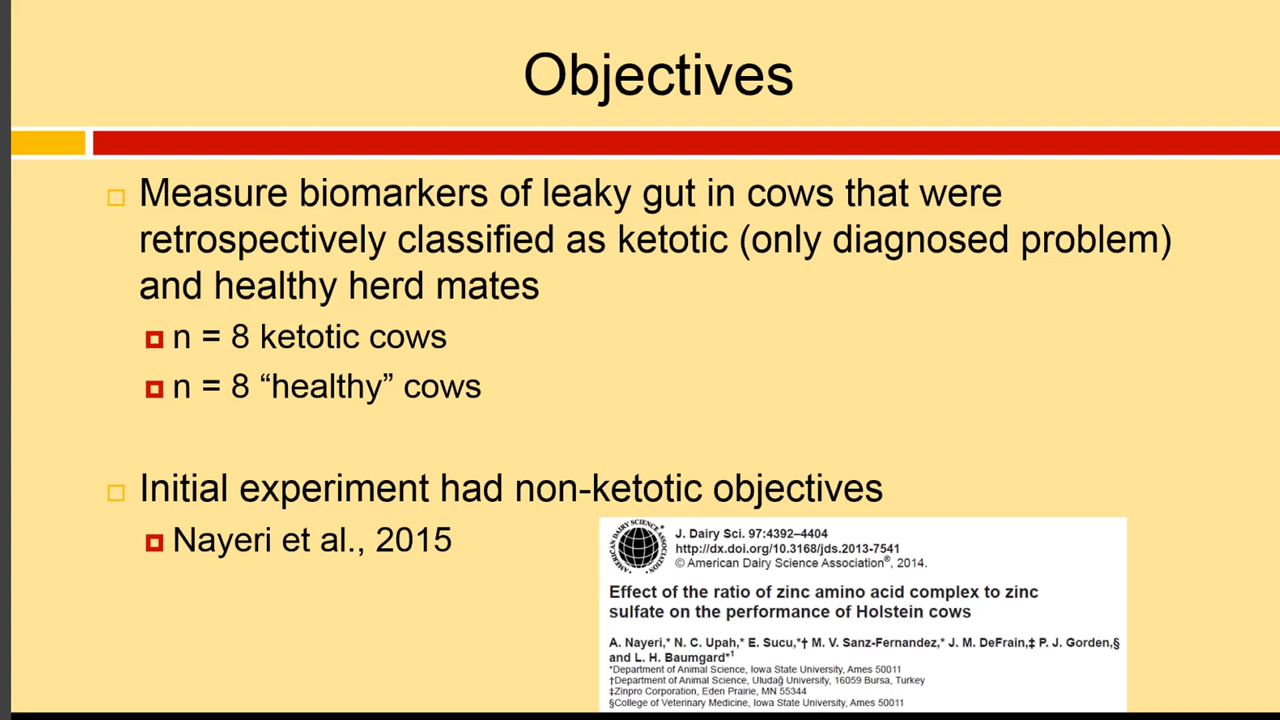 Objectives
Measure biomarkers of leaky gut in cows that were
retrospectively classified as ketotic (only diagnosed problem)
and healthy herd mates
n = 8 ketotic cows
n = 8 “healthy” cows
Initial experiment had non-ketotic objectives
Nayeri et al., 2015
AMERICAN DAIRY SCIENCE ASSOCIATION
J. Dairy Sci. 97:4392–4404
http://dx.doi.org/10.3168/jds.2013-7541
© American Dairy Science Association®, 2014.
Effect of the ratio of zinc amino acid complex to zinc
sulfate on the performance of Holstein cows
A. Nayeri,* N. C. Upah,* E. Sucu,*† M. V. Sanz-Fernandez,* J. M. DeFrain,‡ P. J. Gorden,§
and L. H. Baumgard*¹
*Department of Animal Science, Iowa State University, Ames 50011
†Department of Animal Science, Uludağ University, 16059 Bursa, Turkey
‡Zinpro Corporation, Eden Prairie, MN 55344
§College of Veterinary Medicine, Iowa State University, Ames 50011